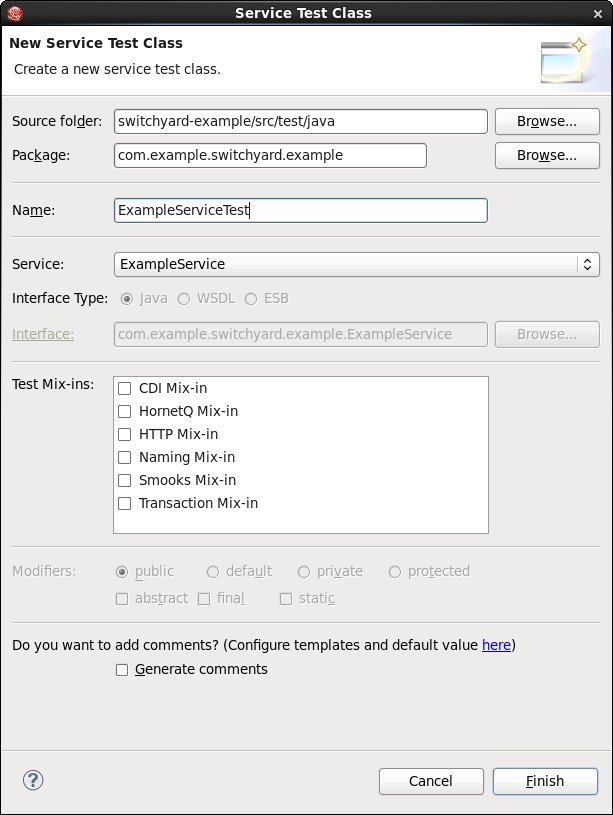 Service Test Class
New Service Test Class
Create a new service test class.
Source folder: switchyard-example/src/test/java Browse...
Package: com.example.switchyard.example Browse...
Name: ExampleServiceTest
Service: ExampleService
Interface Type: Java WSDL ESB
Interface: com.example.switchyard.example.ExampleService Browse...
Test Mix-ins: CDI Mix-in
HornetQ Mix-in
HTTP Mix-in
Naming Mix-in
Smooks Mix-in
Transaction Mix-in
Modifiers: public default private protected
abstract final static
Do you want to add comments? (Configure templates and default value here)
Generate comments
? Cancel Finish